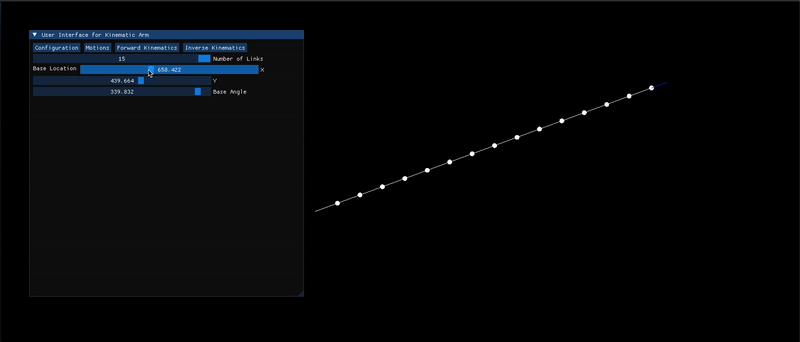 User Interface for Kinematic Arm
Configuration Motions Forward Kinematics Inverse Kinematics
15 Number of Links
Base Location 658.422 X
439.664 Y
339.832 Base Angle